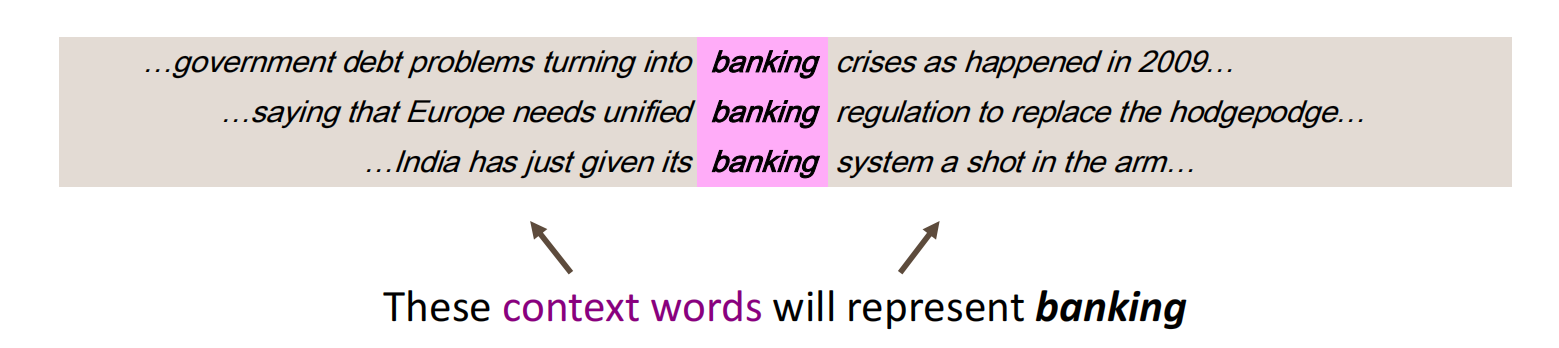 …government debt problems turning into banking crises as happened in 2009…
…saying that Europe needs unified banking regulation to replace the hodgepodge…
…India has just given its banking system a shot in the arm…
These context words will represent banking